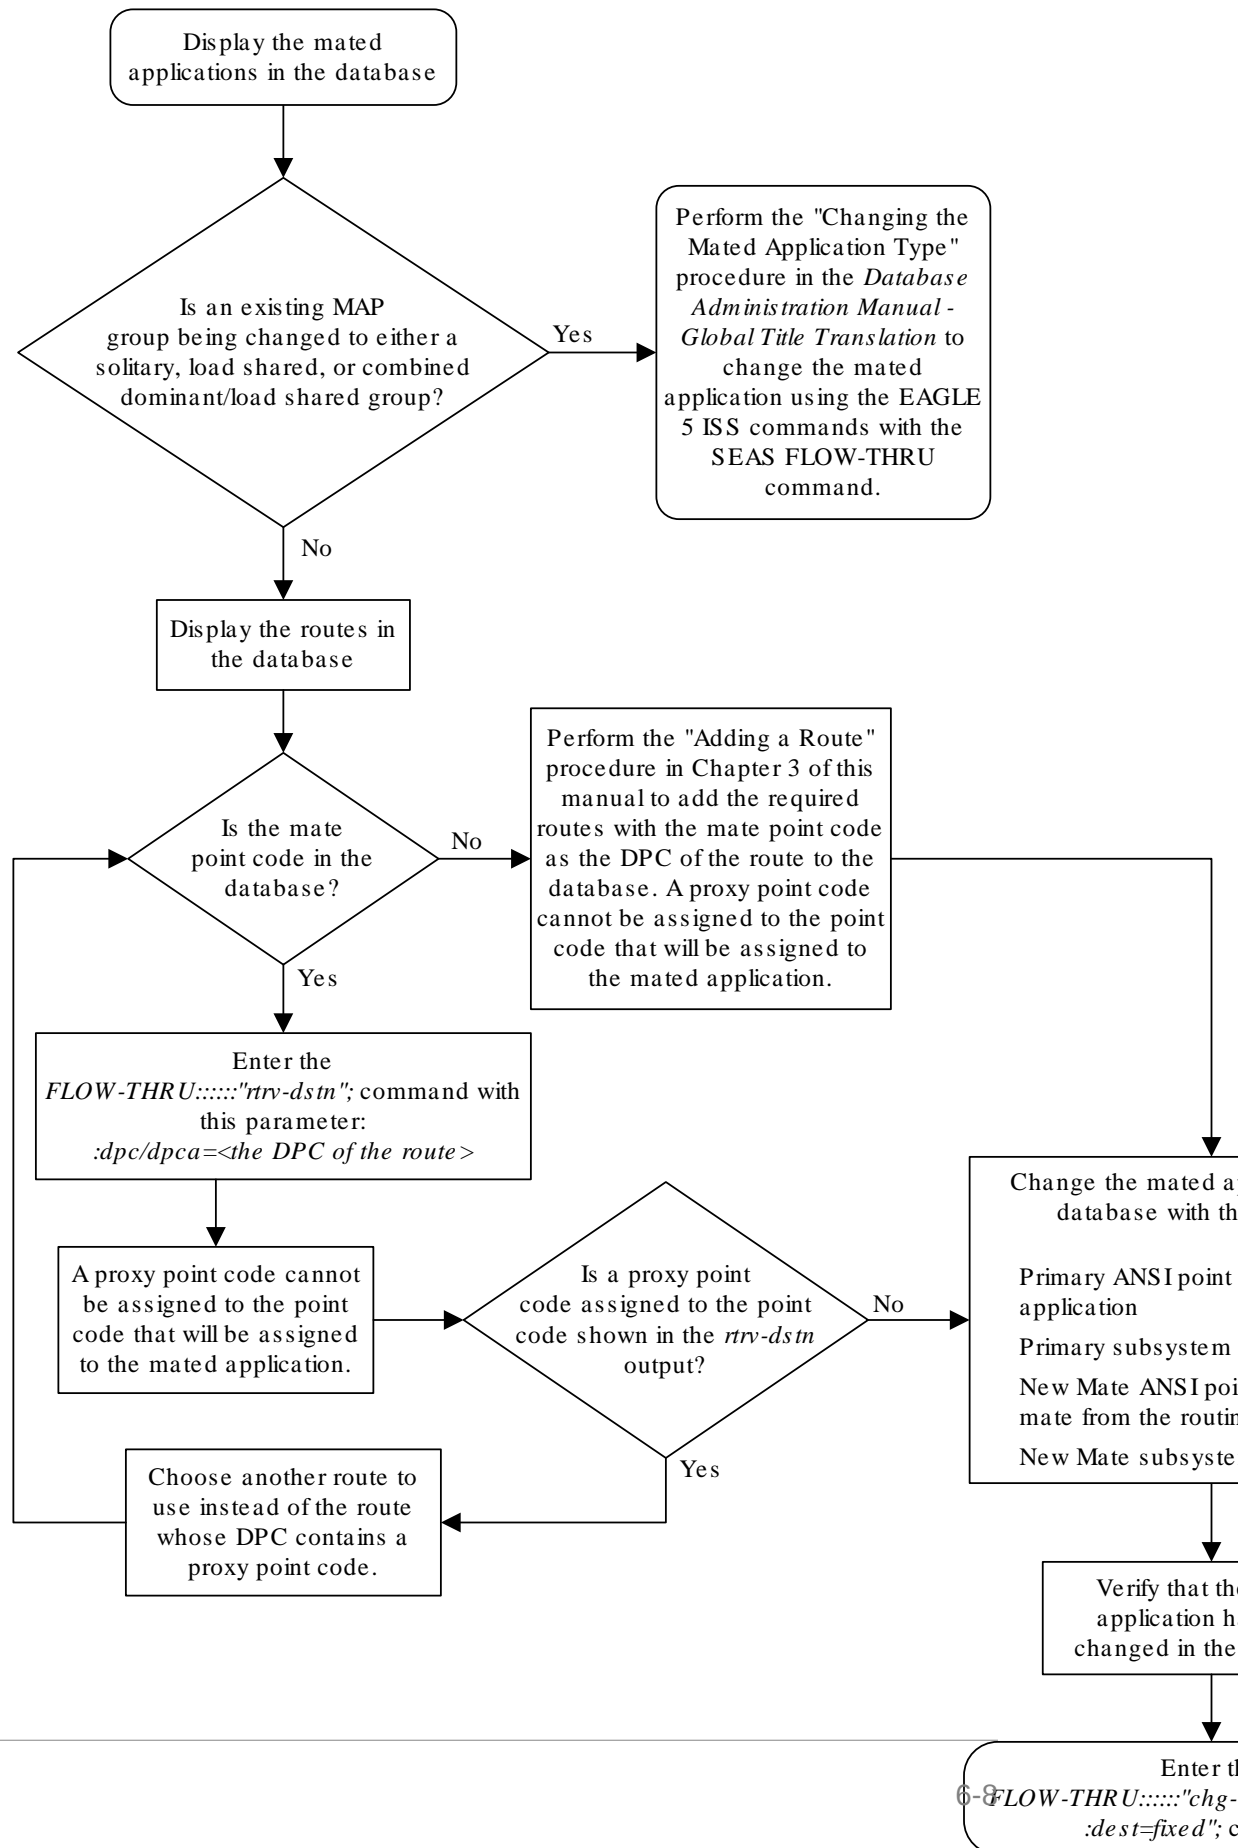 Display the mated
applications in the database
Is an existing MAP
group being changed to either a
solitary, load shared, or combined
dominant/load shared group?
Yes
Perform the "Changing the
Mated Application Type"
procedure in the Database
Administration Manual -
Global Title Translation to
change the mated
application using the EAGLE
5 ISS commands with the
SEAS FLOW-THRU
command.
No
Display the routes in
the database
Is the mate
point code in the
database?
No
Perform the "Adding a Route"
procedure in Chapter 3 of this
manual to add the required
routes with the mate point code
as the DPC of the route to the
database. A proxy point code
cannot be assigned to the point
code that will be assigned to
the mated application.
Yes
Enter the
FLOW-THRU::::::"rtrv-dstn"; command with
this parameter:
:dpc/dpca=<the DPC of the route>
A proxy point code cannot
be assigned to the point
code that will be assigned
to the mated application.
Is a proxy point
code assigned to the point
code shown in the rtrv-dstn
output?
No
Yes
Choose another route to
use instead of the route
whose DPC contains a
proxy point code.
Change the mated
database with
Primary ANSI point
application
Primary subsystem
New Mate ANSI
mate from the
New Mate
Verify that
application
changed in the
Enter
FLOW-THRU::::::"chg-
:dest=fixed";
6-8